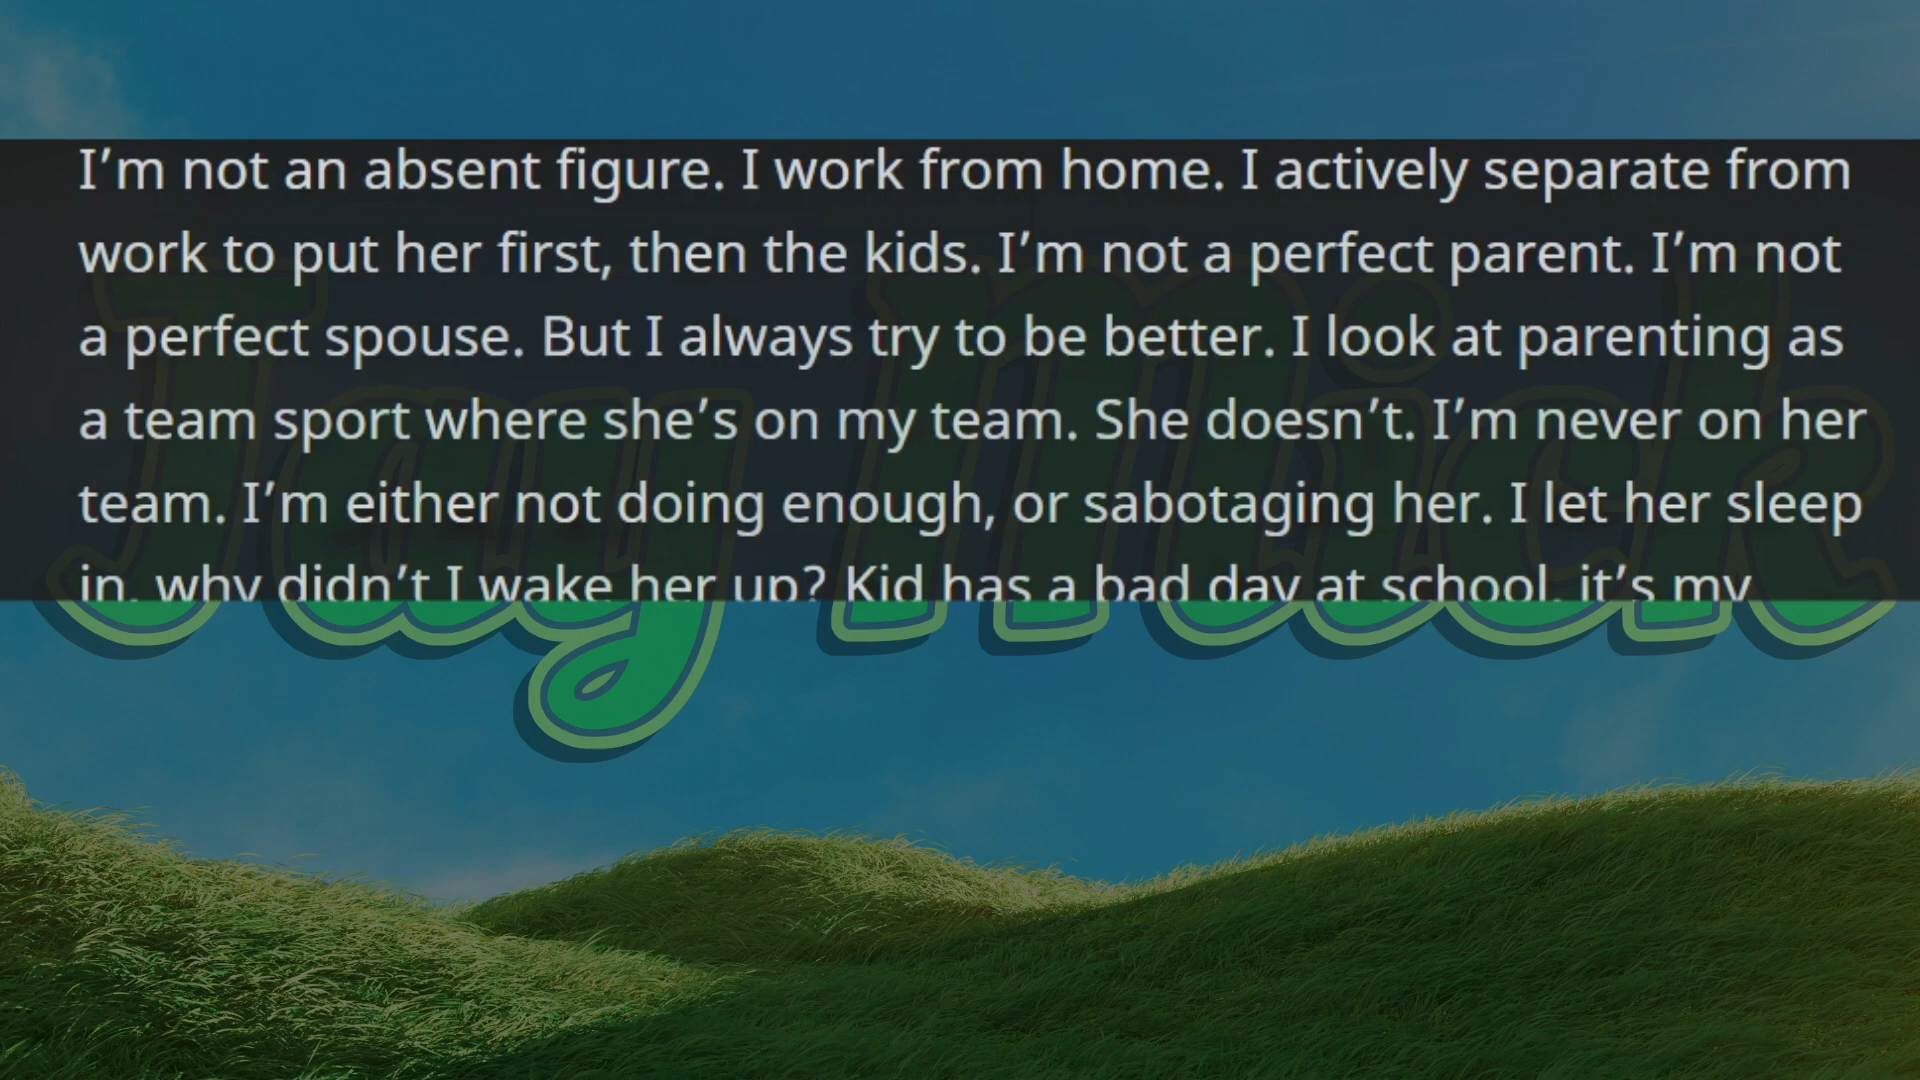 I’m not an absent figure. I work from home. I actively separate from
work to put her first, then the kids. I’m not a perfect parent. I’m not
a perfect spouse. But I always try to be better. I look at parenting as
a team sport where she’s on my team. She doesn’t. I’m never on her
team. I’m either not doing enough, or sabotaging her. I let her sleep
in, why didn’t I wake her up? Kid has a bad day at school, it’s my
Jay Mick